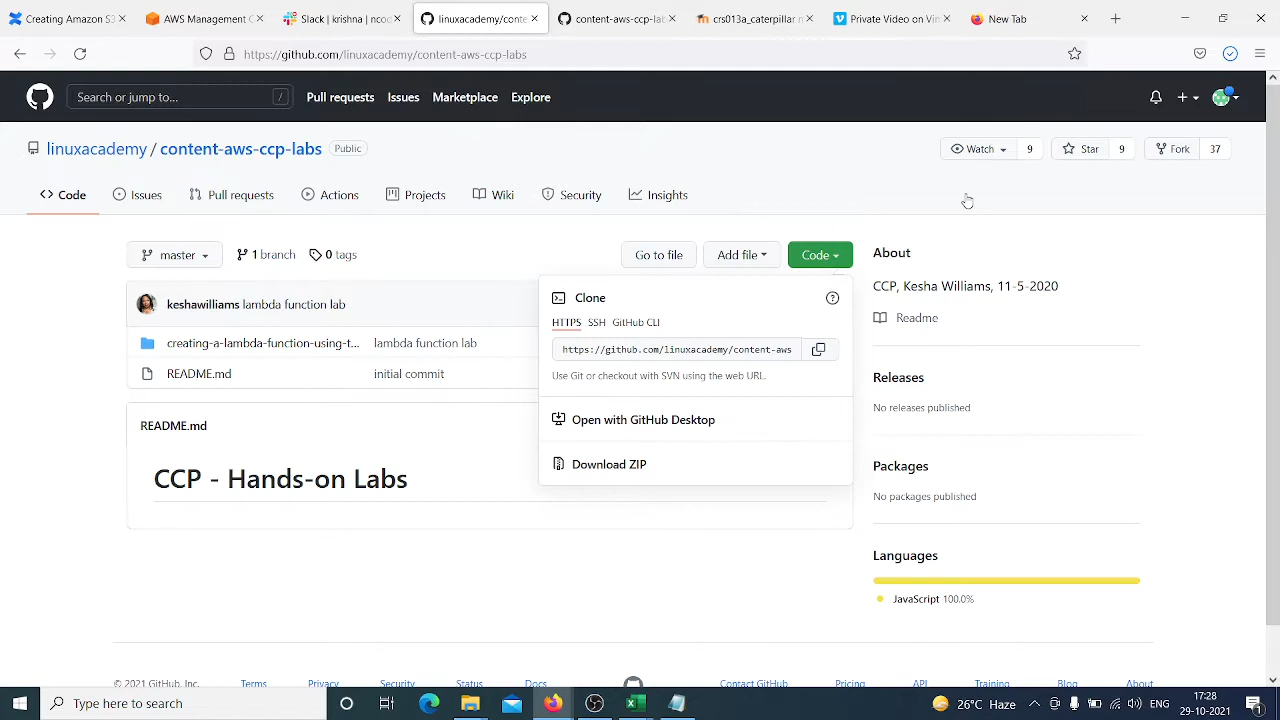 Creating Amazon S3
AWS Management C
Slack | krishna | ncod
linuxacademy/conte
content-aws-ccp-lab
crs013a_caterpillar n
Private Video on Vim
New Tab
https://github.com/linuxacademy/content-aws-ccp-labs
Search or jump to...
/
Pull requests
Issues
Marketplace
Explore
linuxacademy / content-aws-ccp-labs
Public
Watch 9
Star 9
Fork 37
Code
Issues
Pull requests
Actions
Projects
Wiki
Security
Insights
master
1 branch
0 tags
Go to file
Add file
Code
keshawilliams lambda function lab
creating-a-lambda-function-using-t... lambda function lab
README.md initial commit
Clone
HTTPS SSH GitHub CLI
https://github.com/linuxacademy/content-aws
Use Git or checkout with SVN using the web URL.
Open with GitHub Desktop
Download ZIP
README.md
CCP - Hands-on Labs
About
CCP, Kesha Williams, 11-5-2020
Readme
Releases
No releases published
Packages
No packages published
Languages
JavaScript 100.0%
© 2021 GitHub, Inc.
Terms
Privacy
Security
Status
Docs
Contact GitHub
Pricing
API
Training
Blog
About
Type here to search
26°C Haze
ENG
17:28
29-10-2021
1